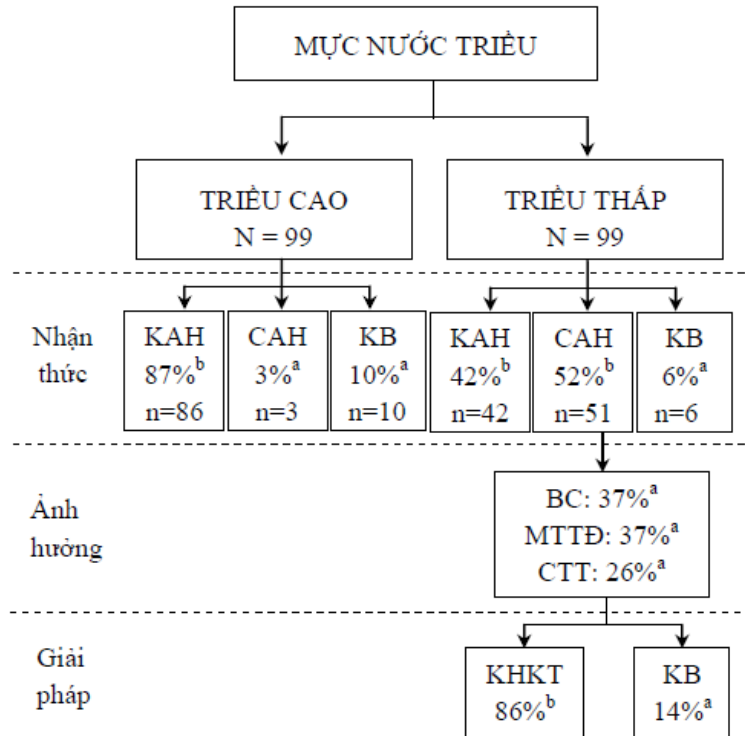 MỰC NƯỚC TRIỀU
TRIỀU CAO
N = 99
TRIỀU THẤP
N = 99
Nhận
thức
KAH
87%ᵇ
n=86
CAH
3%ᵃ
n=3
KB
10%ᵃ
n=10
KAH
42%ᵇ
n=42
CAH
52%ᵇ
n=51
KB
6%ᵃ
n=6
Ảnh
hưởng
BC: 37%ᵃ
MTTĐ: 37%ᵃ
CTT: 26%ᵃ
Giải
pháp
KHKT
86%ᵇ
KB
14%ᵃ